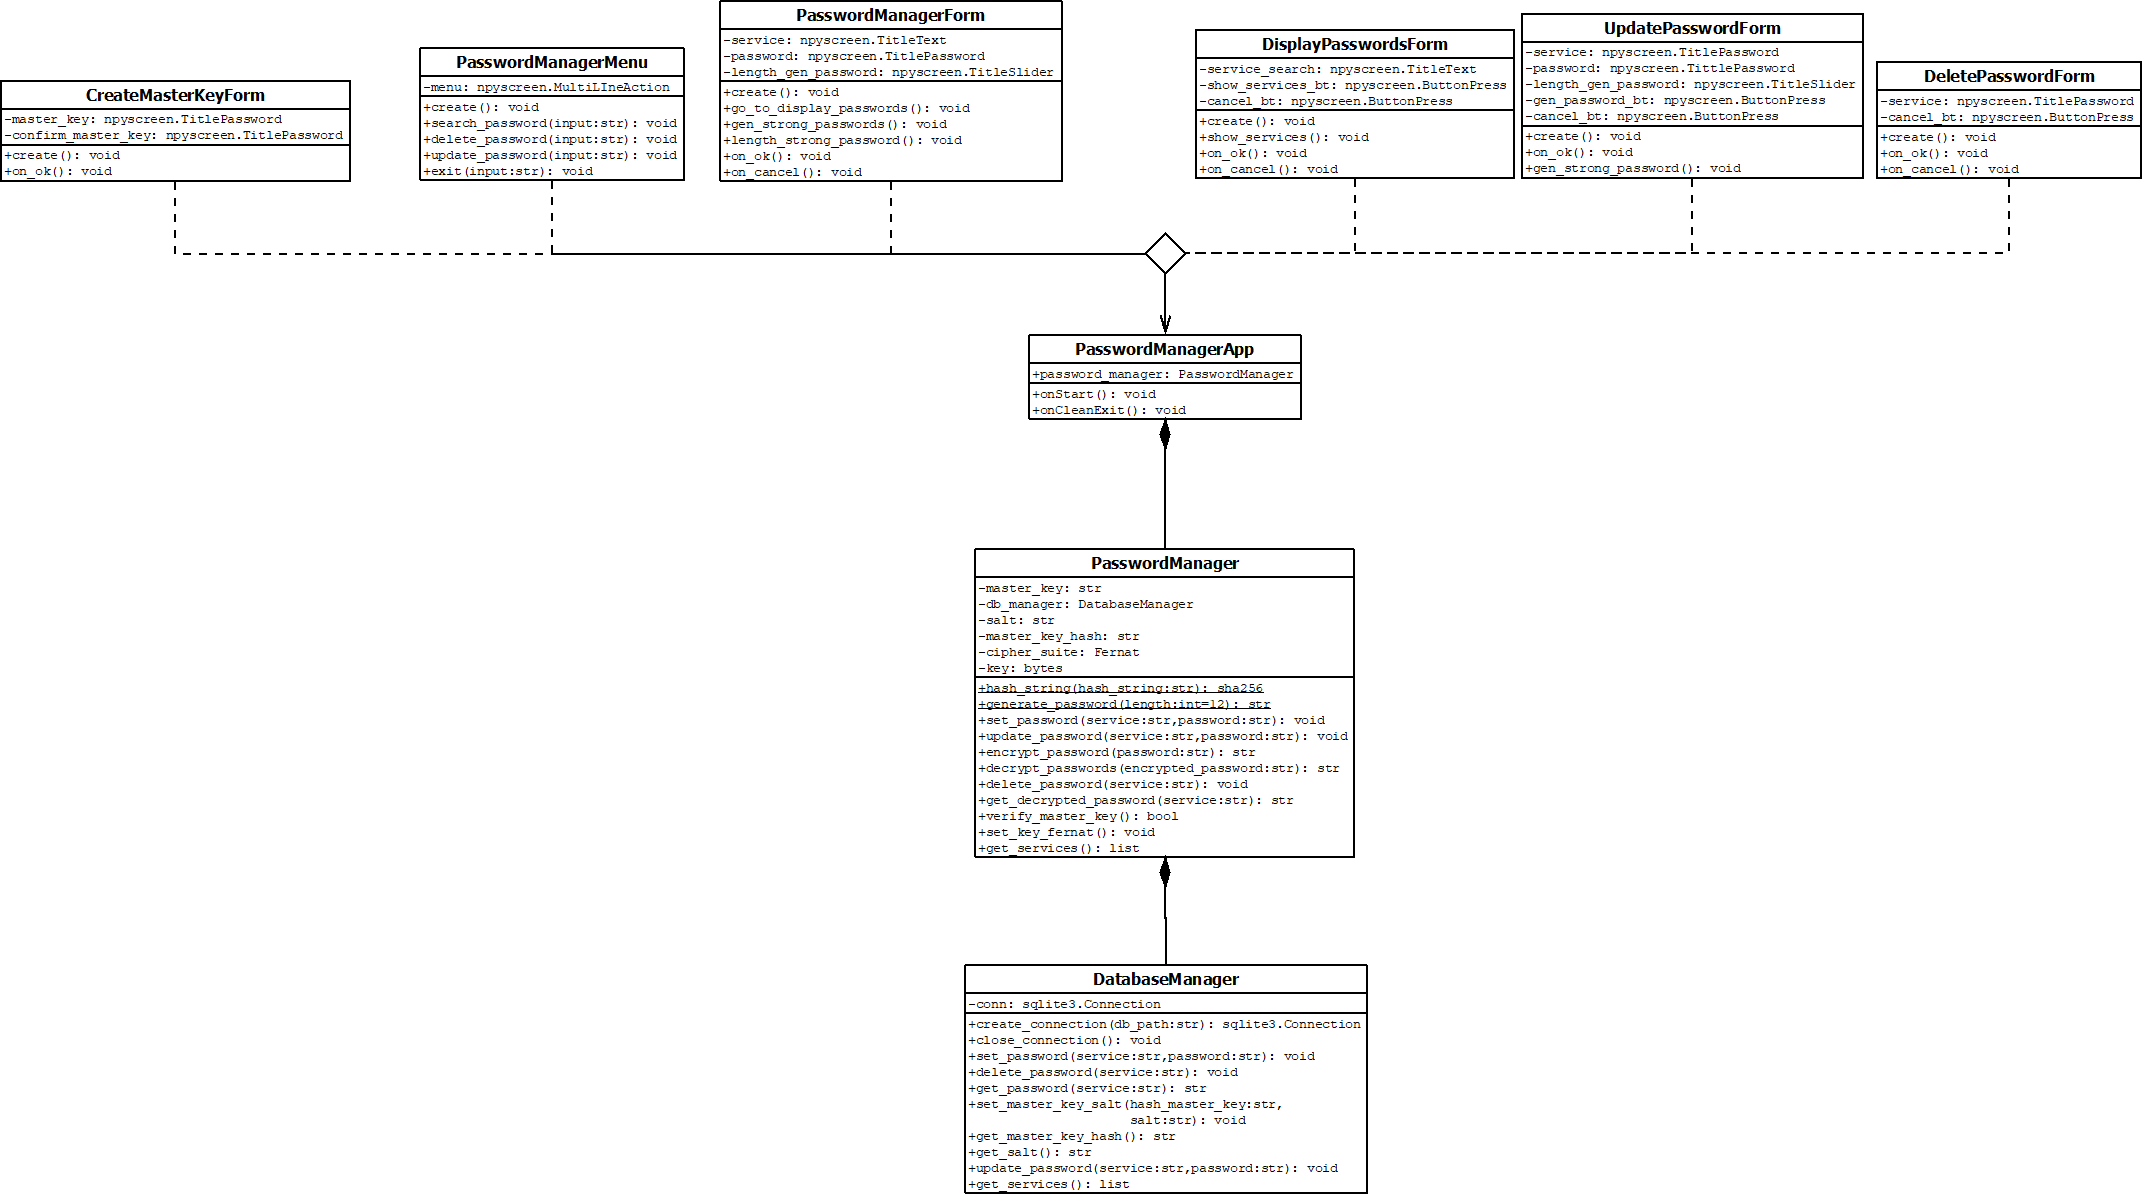 CreateMasterKeyForm
-master_key: npyscreen.TitlePassword
-confirm_master_key: npyscreen.TitlePassword
+create(): void
+on_ok(): void
PasswordManagerMenu
-menu: npyscreen.MultiLIneAction
+create(): void
+search_password(input:str): void
+delete_password(input:str): void
+update_password(input:str): void
+exit(input:str): void
PasswordManagerForm
-service: npyscreen.TitleText
-password: npyscreen.TitlePassword
-length_gen_password: npyscreen.TitleSlider
+create(): void
+go_to_display_passwords(): void
+gen_strong_passwords(): void
+length_strong_password(): void
+on_ok(): void
+on_cancel(): void
DisplayPasswordsForm
-service_search: npyscreen.TitleText
-show_services_bt: npyscreen.ButtonPress
-cancel_bt: npyscreen.ButtonPress
+create(): void
+show_services(): void
+on_ok(): void
+on_cancel(): void
UpdatePasswordForm
-service: npyscreen.TitlePassword
-password: npyscreen.TittlePassword
-length_gen_password: npyscreen.TitleSlider
-gen_password_bt: npyscreen.ButtonPress
-cancel_bt: npyscreen.ButtonPress
+create(): void
+on_ok(): void
+gen_strong_password(): void
DeletePasswordForm
-service: npyscreen.TitlePassword
-cancel_bt: npyscreen.ButtonPress
+create(): void
+on_ok(): void
+on_cancel(): void
PasswordManagerApp
+password_manager: PasswordManager
+onStart(): void
+onCleanExit(): void
PasswordManager
-master_key: str
-db_manager: DatabaseManager
-salt: str
-master_key_hash: str
-cipher_suite: Fernat
-key: bytes
+hash_string(hash_string:str): sha256
+generate_password(length:int=12): str
+set_password(service:str,password:str): void
+update_password(service:str,password:str): void
+encrypt_password(password:str): str
+decrypt_passwords(encrypted_password:str): str
+delete_password(service:str): void
+get_decrypted_password(service:str): str
+verify_master_key(): bool
+set_key_fernat(): void
+get_services(): list
DatabaseManager
-conn: sqlite3.Connection
+create_connection(db_path:str): sqlite3.Connection
+close_connection(): void
+set_password(service:str,password:str): void
+delete_password(service:str): void
+get_password(service:str): str
+set_master_key_salt(hash_master_key:str,
salt:str): void
+get_master_key_hash(): str
+get_salt(): str
+update_password(service:str,password:str): void
+get_services(): list